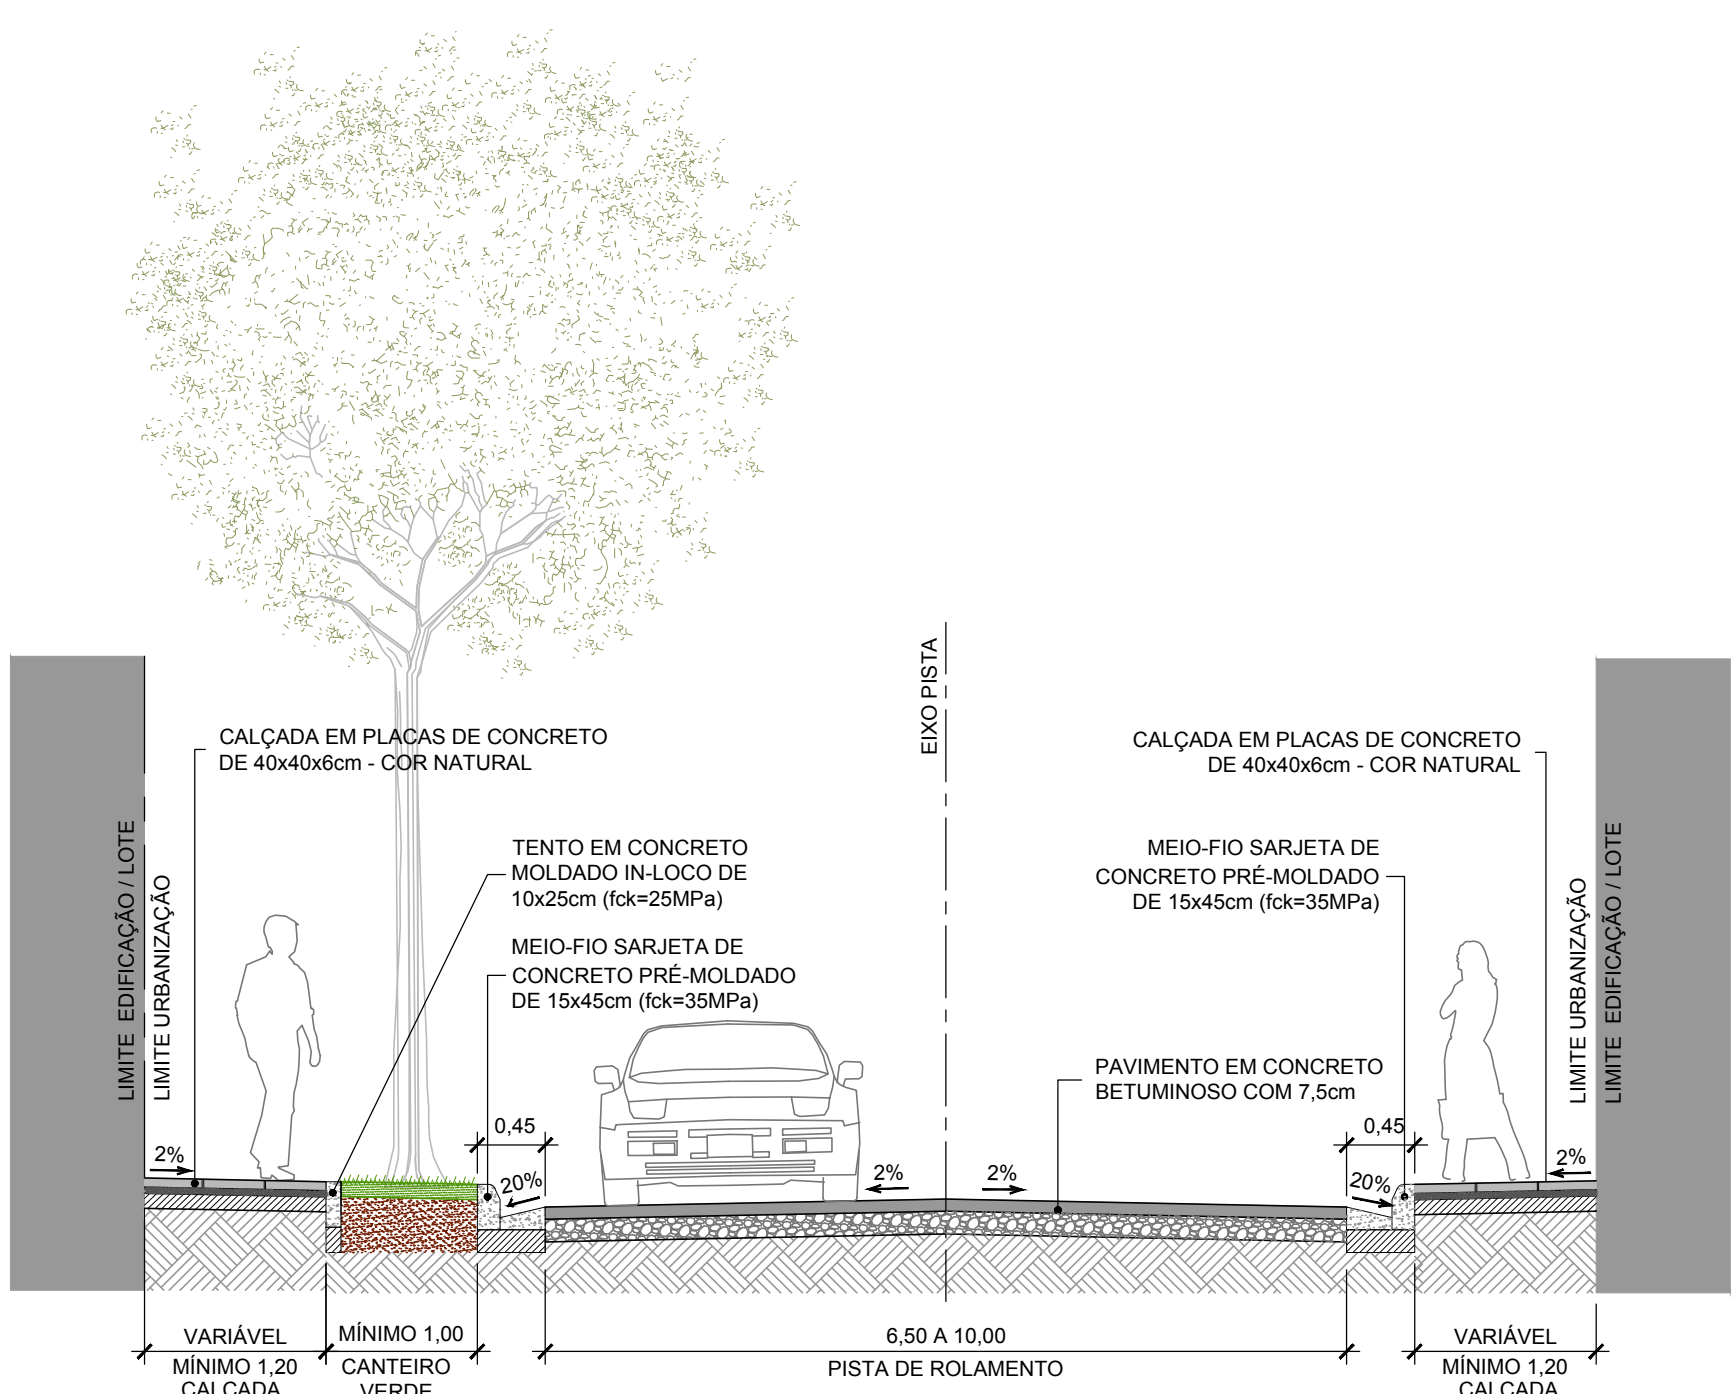 EIXO PISTA
CALÇADA EM PLACAS DE CONCRETO
DE 40x40x6cm - COR NATURAL
CALÇADA EM PLACAS DE CONCRETO
DE 40x40x6cm - COR NATURAL
LIMITE EDIFICAÇÃO / LOTE
LIMITE URBANIZAÇÃO
TENTO EM CONCRETO
MOLDADO IN-LOCO DE
10x25cm (fck=25MPa)
MEIO-FIO SARJETA DE
CONCRETO PRÉ-MOLDADO
DE 15x45cm (fck=35MPa)
MEIO-FIO SARJETA DE
CONCRETO PRÉ-MOLDADO
DE 15x45cm (fck=35MPa)
LIMITE URBANIZAÇÃO
LIMITE EDIFICAÇÃO / LOTE
PAVIMENTO EM CONCRETO
BETUMINOSO COM 7,5cm
0,45
0,45
2%
20%
2%
2%
20%
2%
VARIÁVEL
MÍNIMO 1,20
CALÇADA
MÍNIMO 1,00
CANTEIRO
VERDE
6,50 A 10,00
PISTA DE ROLAMENTO
VARIÁVEL
MÍNIMO 1,20
CALÇADA